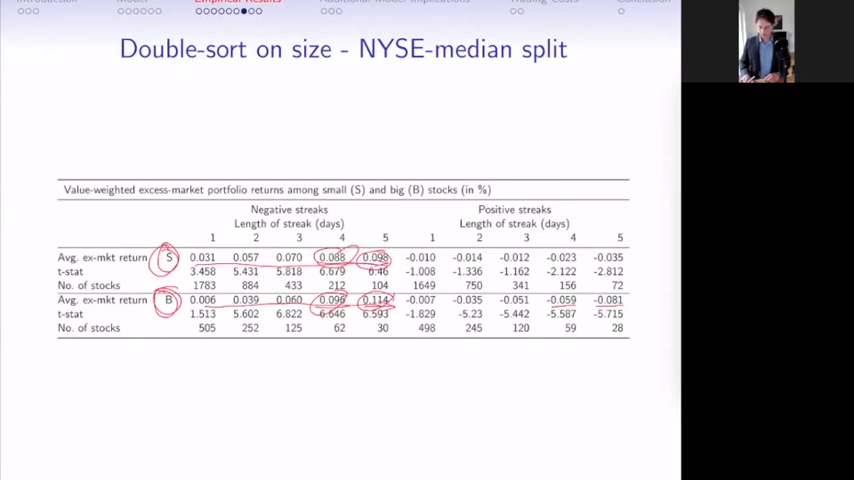 Introduction Model Empirical Results Additional Model Implications Trading Costs Conclusion
Double-sort on size - NYSE-median split
Value-weighted excess-market portfolio returns among small (S) and big (B) stocks (in %)
Negative streaks Positive streaks
Length of streak (days) Length of streak (days)
1 2 3 4 5 1 2 3 4 5
Avg. ex-mkt return S 0.031 0.057 0.070 0.088 0.098 -0.010 -0.014 -0.012 -0.023 -0.035
t-stat 3.458 5.431 5.818 6.679 6.46 -1.008 -1.336 -1.162 -2.122 -2.812
No. of stocks 1783 884 433 212 104 1649 750 341 156 72
Avg. ex-mkt return B 0.006 0.039 0.060 0.096 0.114 -0.007 -0.035 -0.051 -0.059 -0.081
t-stat 1.513 5.602 6.822 6.646 6.593 -1.829 -5.23 -5.442 -5.587 -5.715
No. of stocks 505 252 125 62 30 498 245 120 59 28